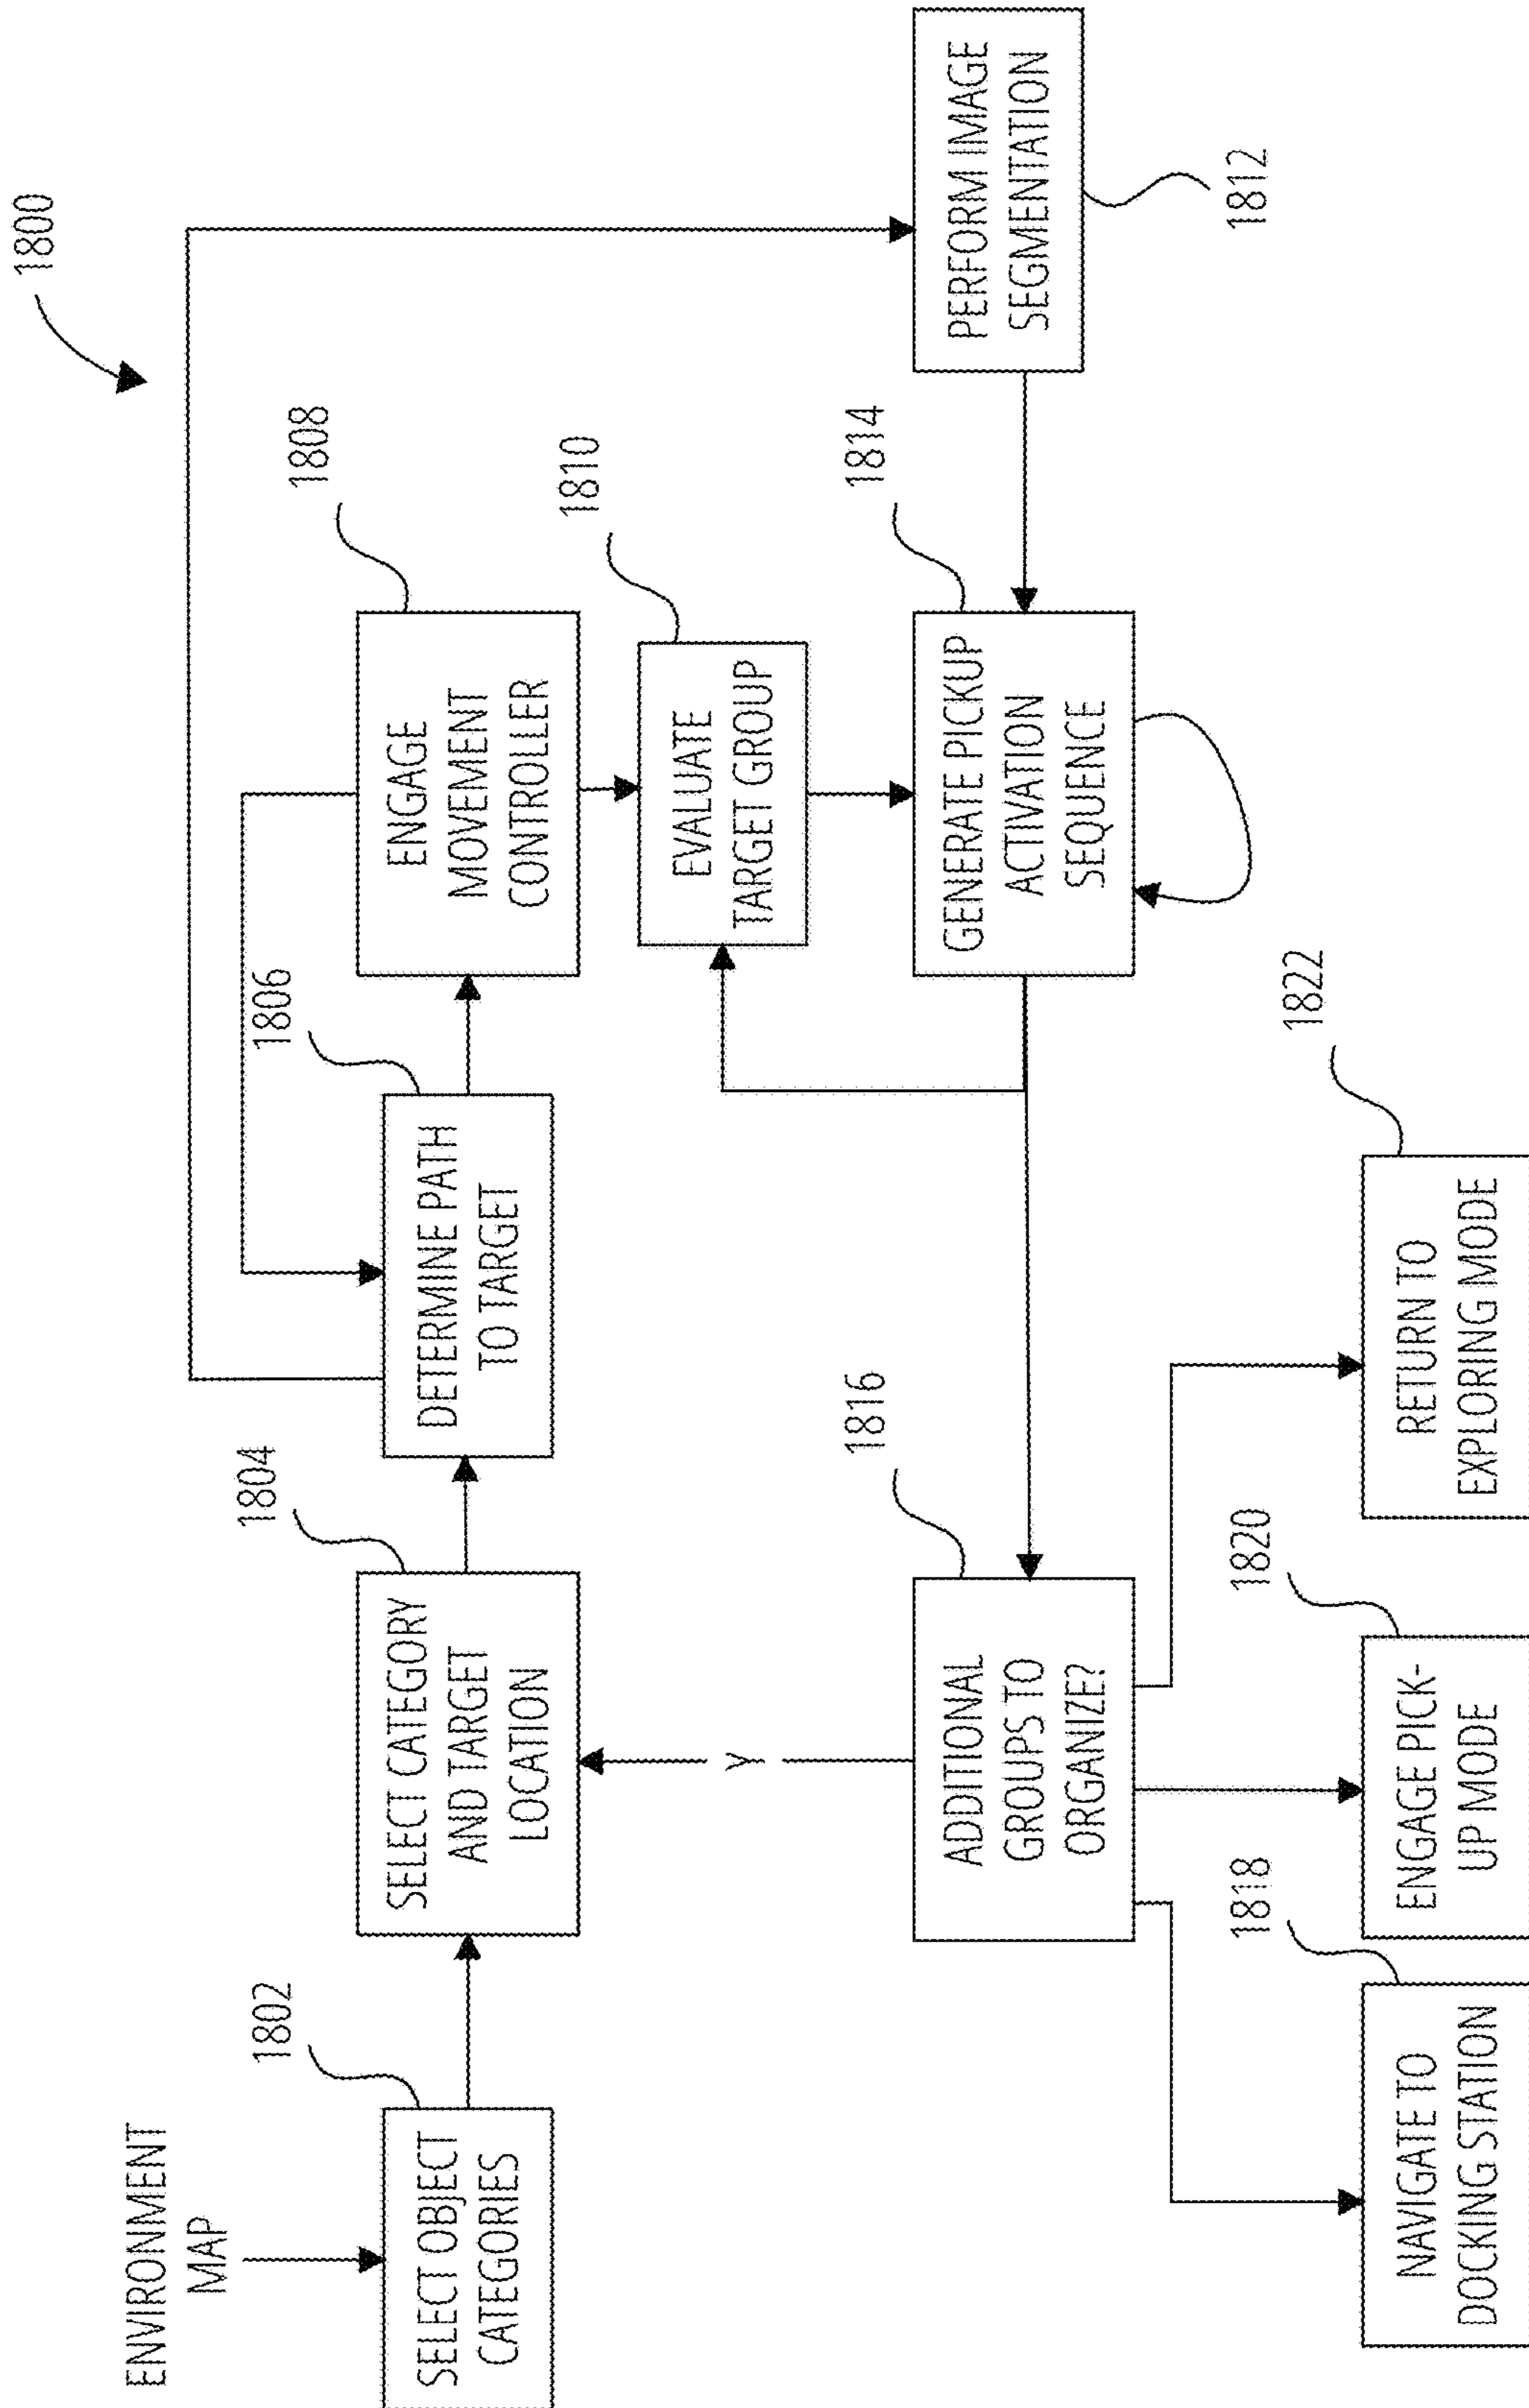 1800
ENVIRONMENT
MAP
1802
SELECT OBJECT
CATEGORIES
1804
SELECT CATEGORY
AND TARGET
LOCATION
1806
DETERMINE PATH
TO TARGET
1808
ENGAGE
MOVEMENT
CONTROLLER
1810
EVALUATE
TARGET GROUP
1812
PERFORM IMAGE
SEGMENTATION
1814
GENERATE PICKUP
ACTIVATION
SEQUENCE
Y
1816
ADDITIONAL
GROUPS TO
ORGANIZE?
1818
NAVIGATE TO
DOCKING STATION
1820
ENGAGE PICK-
UP MODE
1822
RETURN TO
EXPLORING MODE